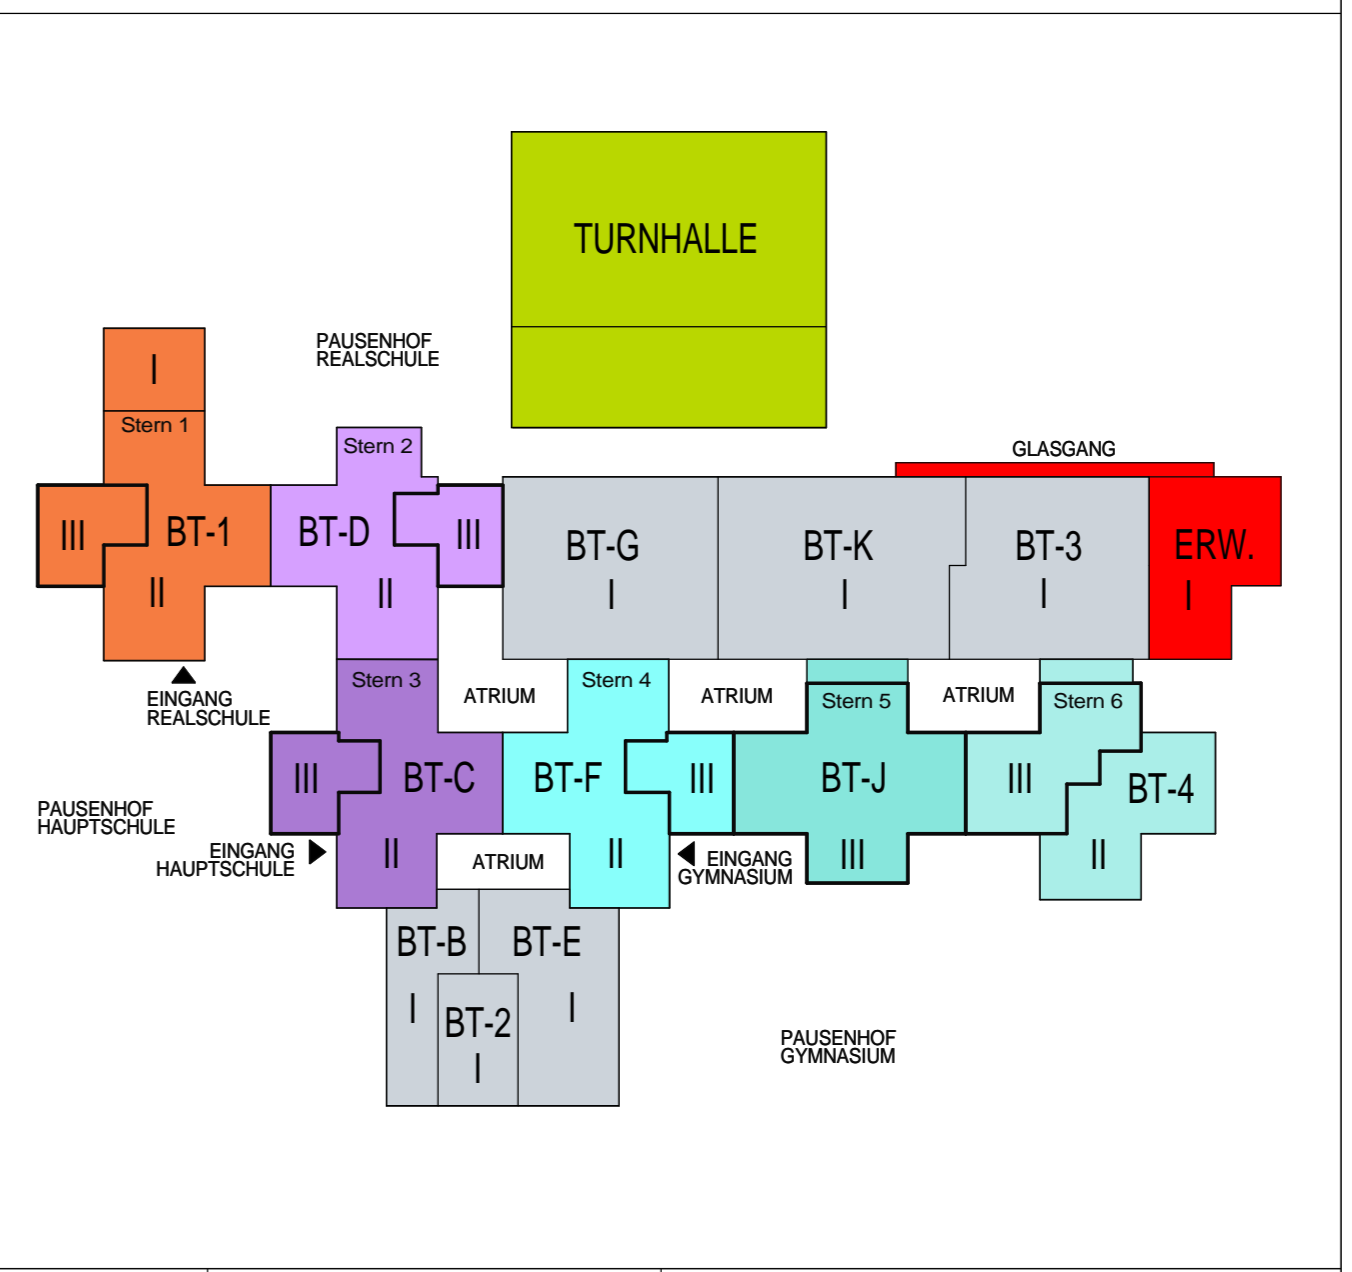 TURNHALLE
PAUSENHOF
REALSCHULE
I
Stern 1
III
BT-1
II
Stern 2
BT-D
III
II
GLASGANG
BT-G
I
BT-K
I
BT-3
I
ERW.
I
EINGANG
REALSCHULE
Stern 3
ATRIUM
Stern 4
ATRIUM
Stern 5
ATRIUM
Stern 6
III
BT-C
II
BT-F
III
II
BT-J
III
III
BT-4
II
PAUSENHOF
HAUPTSCHULE
EINGANG
HAUPTSCHULE
ATRIUM
EINGANG
GYMNASIUM
BT-B
I
BT-E
I
BT-2
I
PAUSENHOF
GYMNASIUM